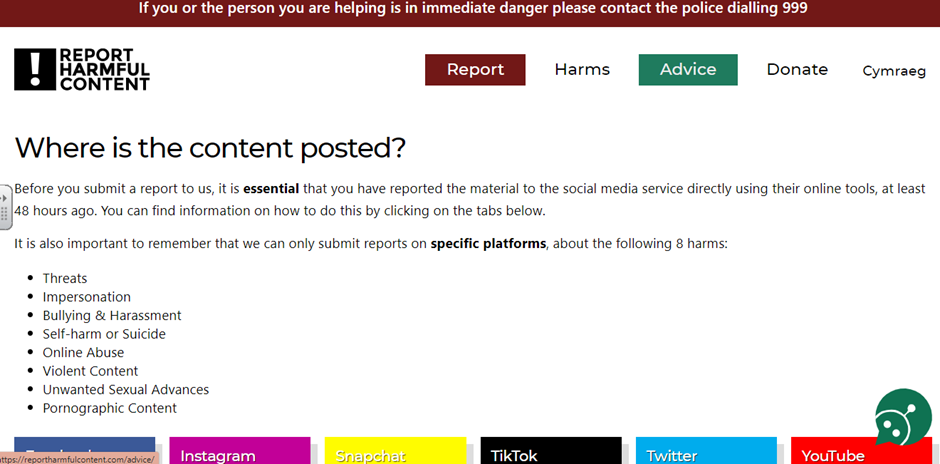 If you or the person you are helping is in immediate danger please contact the police dialling 999
REPORT
HARMFUL
CONTENT
Report
Harms
Advice
Donate
Cymraeg
Where is the content posted?
Before you submit a report to us, it is essential that you have reported the material to the social media service directly using their online tools, at least
48 hours ago. You can find information on how to do this by clicking on the tabs below.
It is also important to remember that we can only submit reports on specific platforms, about the following 8 harms:
Threats
Impersonation
Bullying & Harassment
Self-harm or Suicide
Online Abuse
Violent Content
Unwanted Sexual Advances
Pornographic Content
Instagram
Snapchat
TikTok
Twitter
YouTube
https://reportharmfulcontent.com/advice/